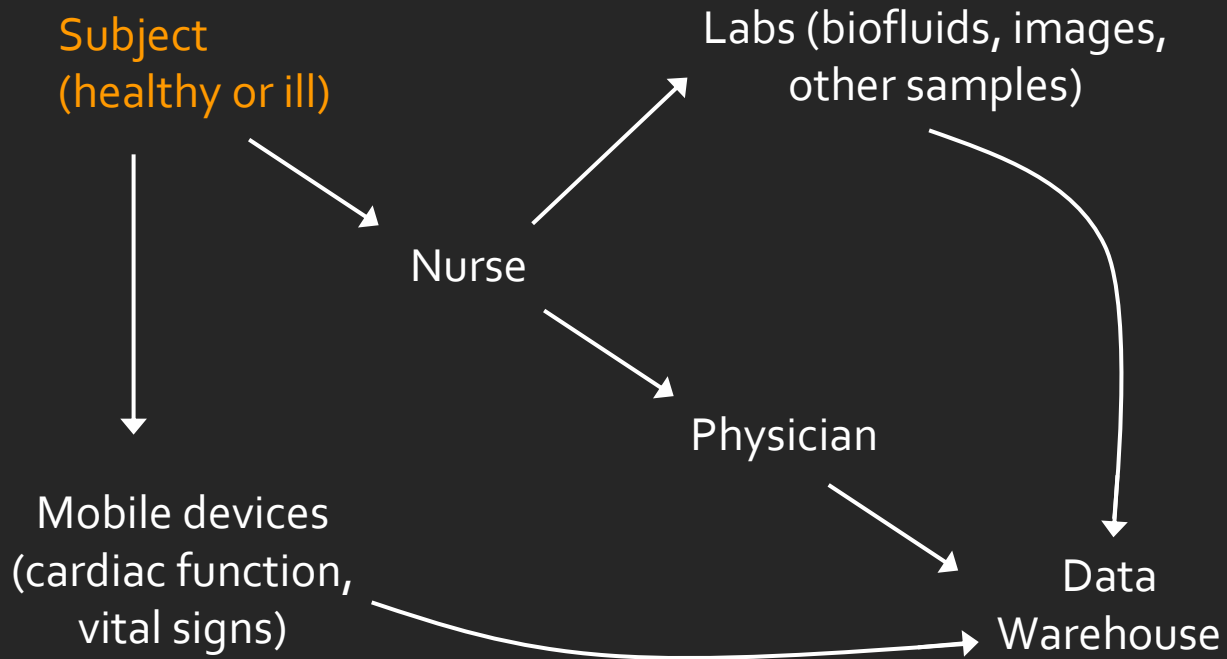 Subject
(healthy or ill)
Labs (biofluids, images,
other samples)
Nurse
Physician
Mobile devices
(cardiac function,
vital signs)
Data
Warehouse